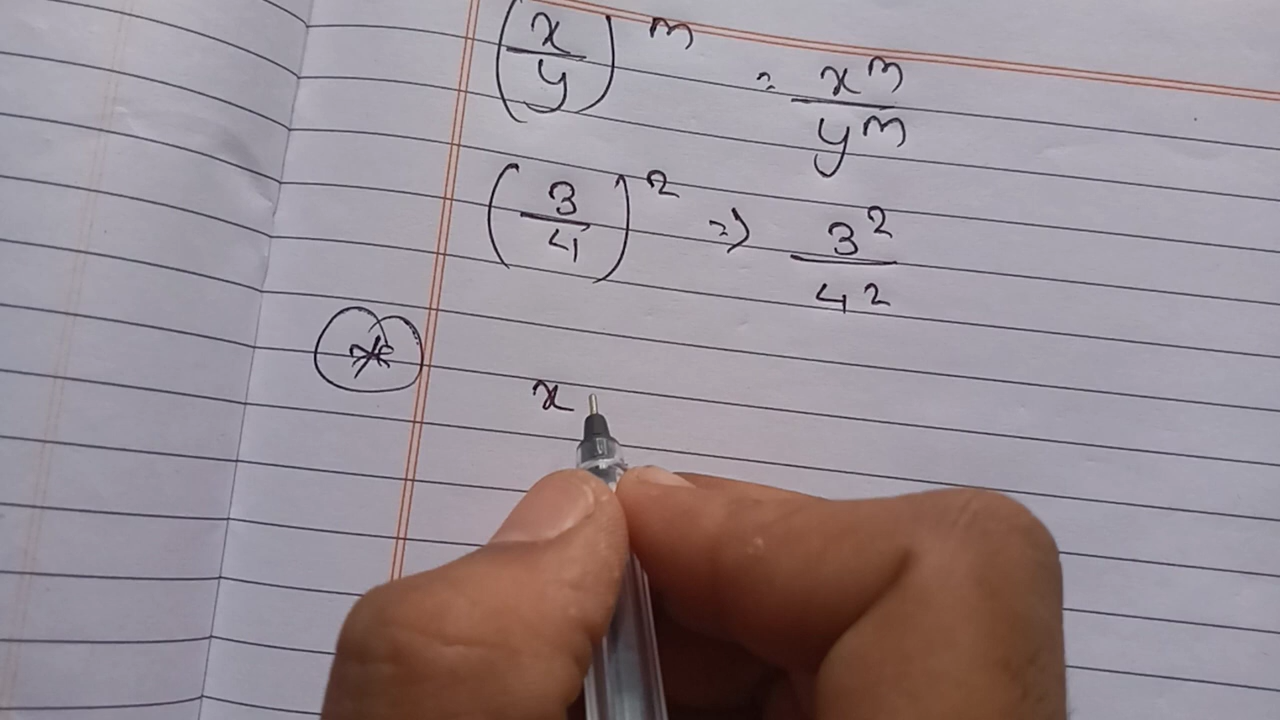 (x/y)^m = x^m/y^m
(3/4)^2 => 3^2/4^2
* x